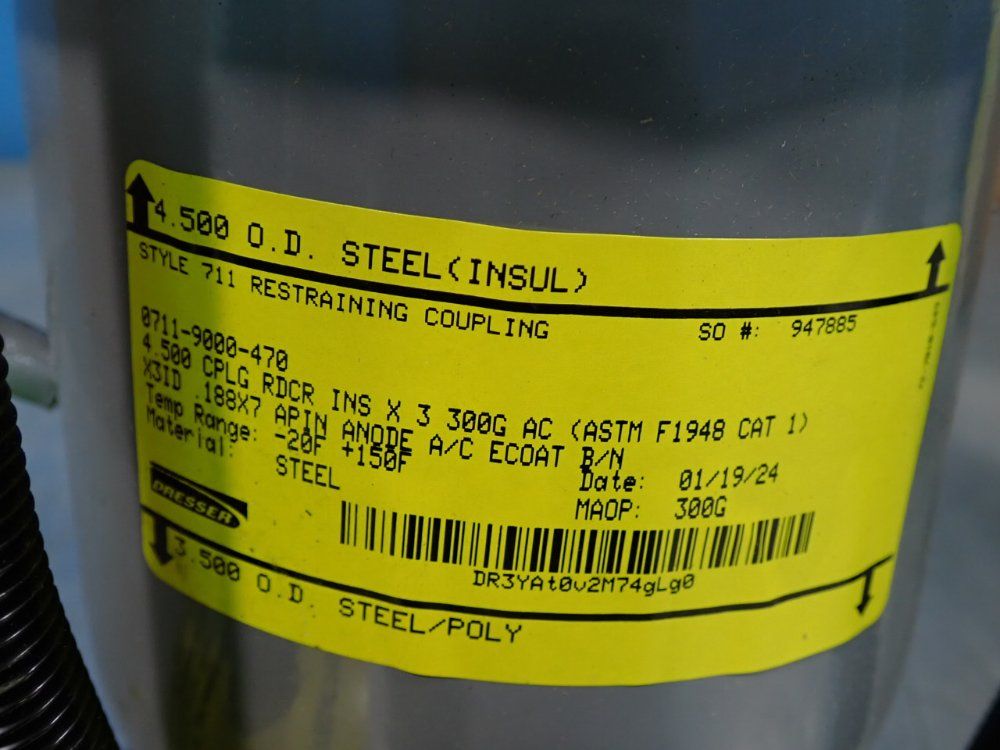 4.500 O.D. STEEL(INSUL)
STYLE 711 RESTRAINING COUPLING
SO #: 947885
0711-9000-470
4.500 CPLG RDCR INS X 3 300G AC (ASTM F1948 CAT 1)
X3ID .188X7 APIN ANODE A/C ECOAT B/N
Temp Range: -20F +150F
Date: 01/19/24
Material: STEEL
MAOP: 300G
DRESSER
DR3YAt0v2M74gLg0
3.500 O.D. STEEL/POLY